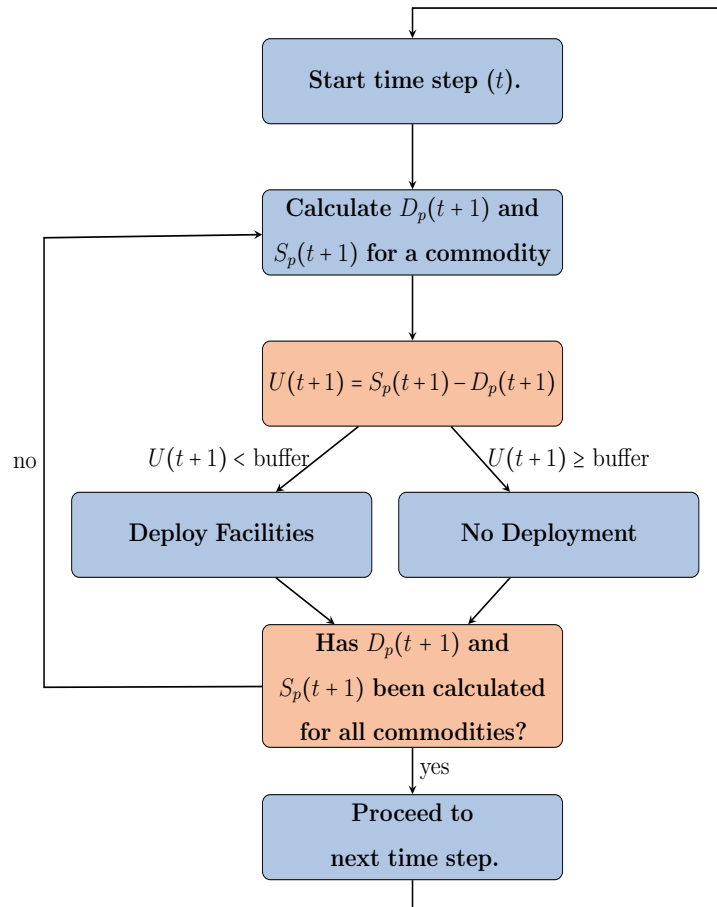 Start time step (t).
Calculate D_p(t+1) and
S_p(t+1) for a commodity
U(t+1) = S_p(t+1) − D_p(t+1)
U(t+1) < buffer
U(t+1) ≥ buffer
no
Deploy Facilities
No Deployment
Has D_p(t+1) and
S_p(t+1) been calculated
for all commodities?
yes
Proceed to
next time step.